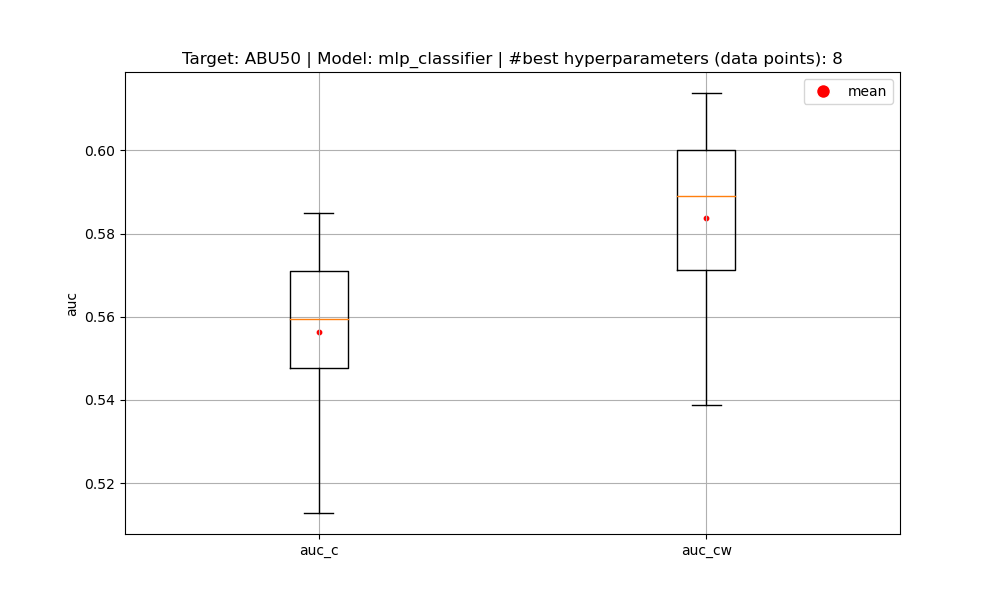 Target: ABU50 | Model: mlp_classifier | #best hyperparameters (data points): 8
mean
0.60
0.58
0.56
0.54
0.52
auc
auc_c
auc_cw